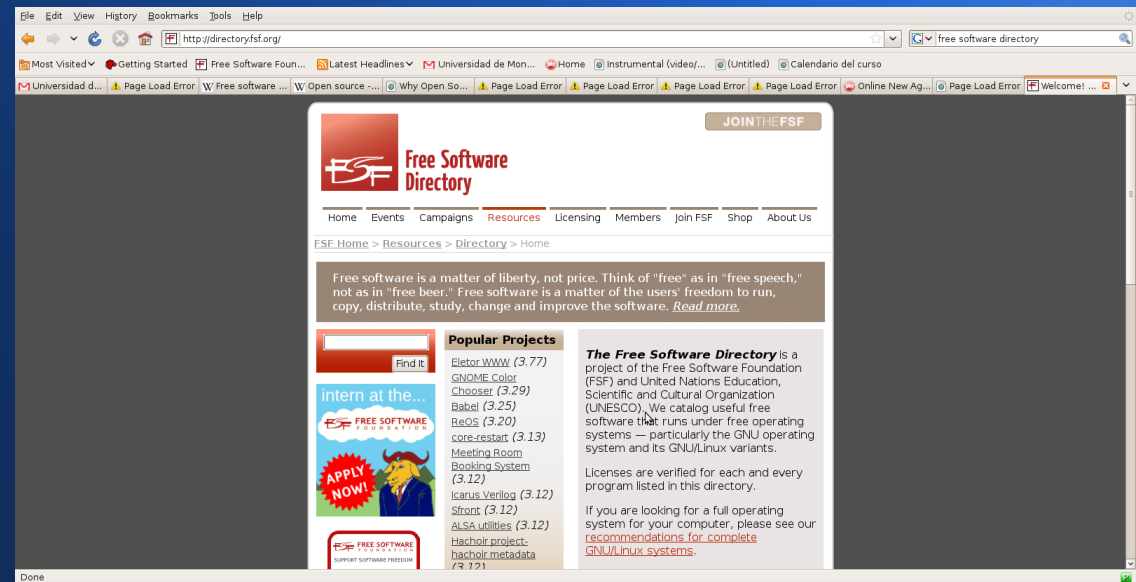 File Edit View History Bookmarks Tools Help
http://directory.fsf.org/
free software directory
Most Visited Getting Started Free Software Foun... Latest Headlines Universidad de Mon... Home Instrumental (video/... (Untitled) Calendario del curso
Universidad d... Page Load Error Free software ... Open source -... Why Open So... Page Load Error Page Load Error Page Load Error Page Load Error Online New Ag... Page Load Error Welcome! ...
JOINTHEFSF
FSF
Free Software
Directory
Home Events Campaigns Resources Licensing Members Join FSF Shop About Us
FSF Home > Resources > Directory > Home
Free software is a matter of liberty, not price. Think of "free" as in "free speech,"
not as in "free beer." Free software is a matter of the users' freedom to run,
copy, distribute, study, change and improve the software. Read more.
Find It
intern at the...
FREE SOFTWARE
FOUNDATION
APPLY
NOW!
FREE SOFTWARE
FOUNDATION
SUPPORT SOFTWARE FREEDOM
Popular Projects
Eletor WWW (3.77)
GNOME Color
Chooser (3.29)
Babel (3.25)
ReOS (3.20)
core-restart (3.13)
Meeting Room
Booking System
(3.12)
Icarus Verilog (3.12)
Sfront (3.12)
ALSA utilities (3.12)
Hachoir project-
hachoir metadata
(3.12)
The Free Software Directory is a
project of the Free Software Foundation
(FSF) and United Nations Education,
Scientific and Cultural Organization
(UNESCO). We catalog useful free
software that runs under free operating
systems — particularly the GNU operating
system and its GNU/Linux variants.
Licenses are verified for each and every
program listed in this directory.
If you are looking for a full operating
system for your computer, please see our
recommendations for complete
GNU/Linux systems.
Done